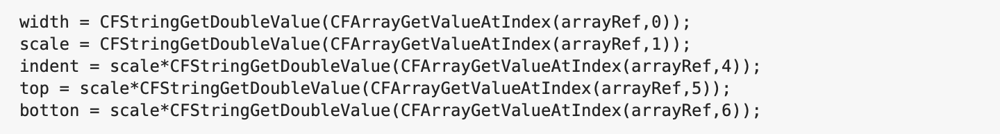 width = CFStringGetDoubleValue(CFArrayGetValueAtIndex(arrayRef,0));
scale = CFStringGetDoubleValue(CFArrayGetValueAtIndex(arrayRef,1));
indent = scale*CFStringGetDoubleValue(CFArrayGetValueAtIndex(arrayRef,4));
top = scale*CFStringGetDoubleValue(CFArrayGetValueAtIndex(arrayRef,5));
botton = scale*CFStringGetDoubleValue(CFArrayGetValueAtIndex(arrayRef,6));